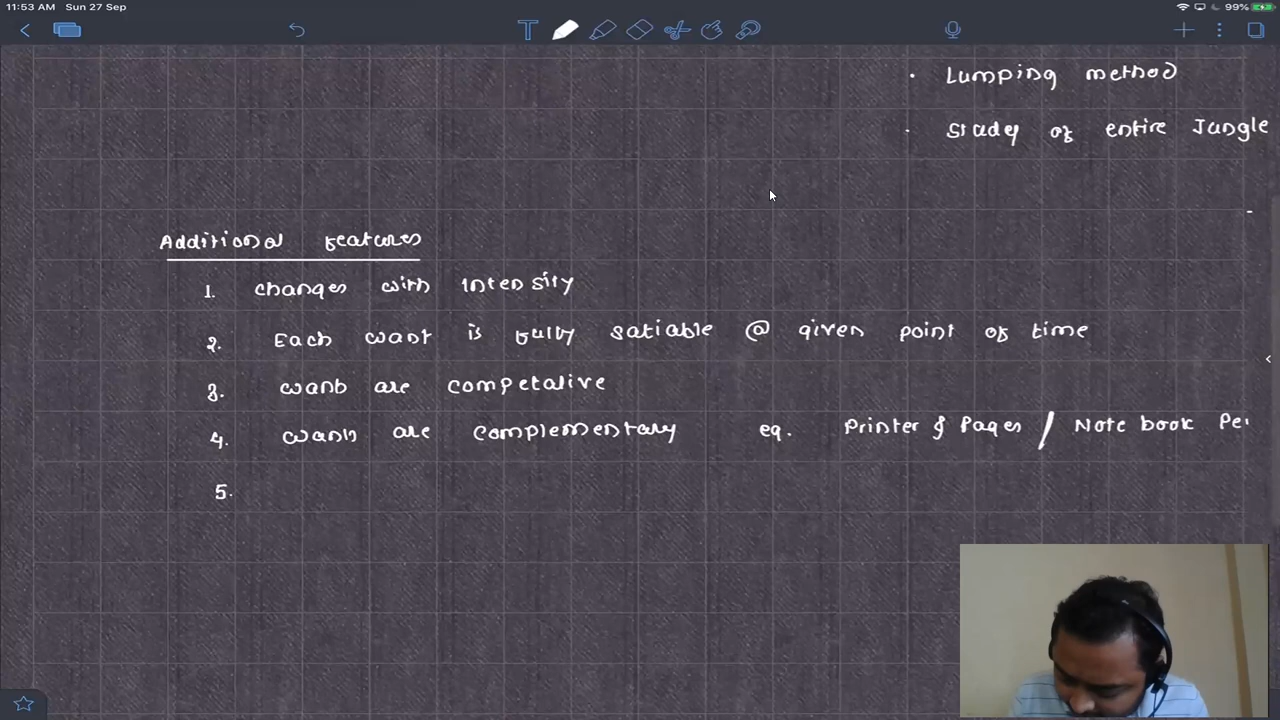 11:53 AM Sun 27 Sep
99%
• Lumping method
• Study of entire Jungle
Additional features
1. changes with intensity
2. Each want is fully satiable @ given point of time
3. wants are competative
4. wants are complementary eg. Printer & Pages / Note book Pe
5.